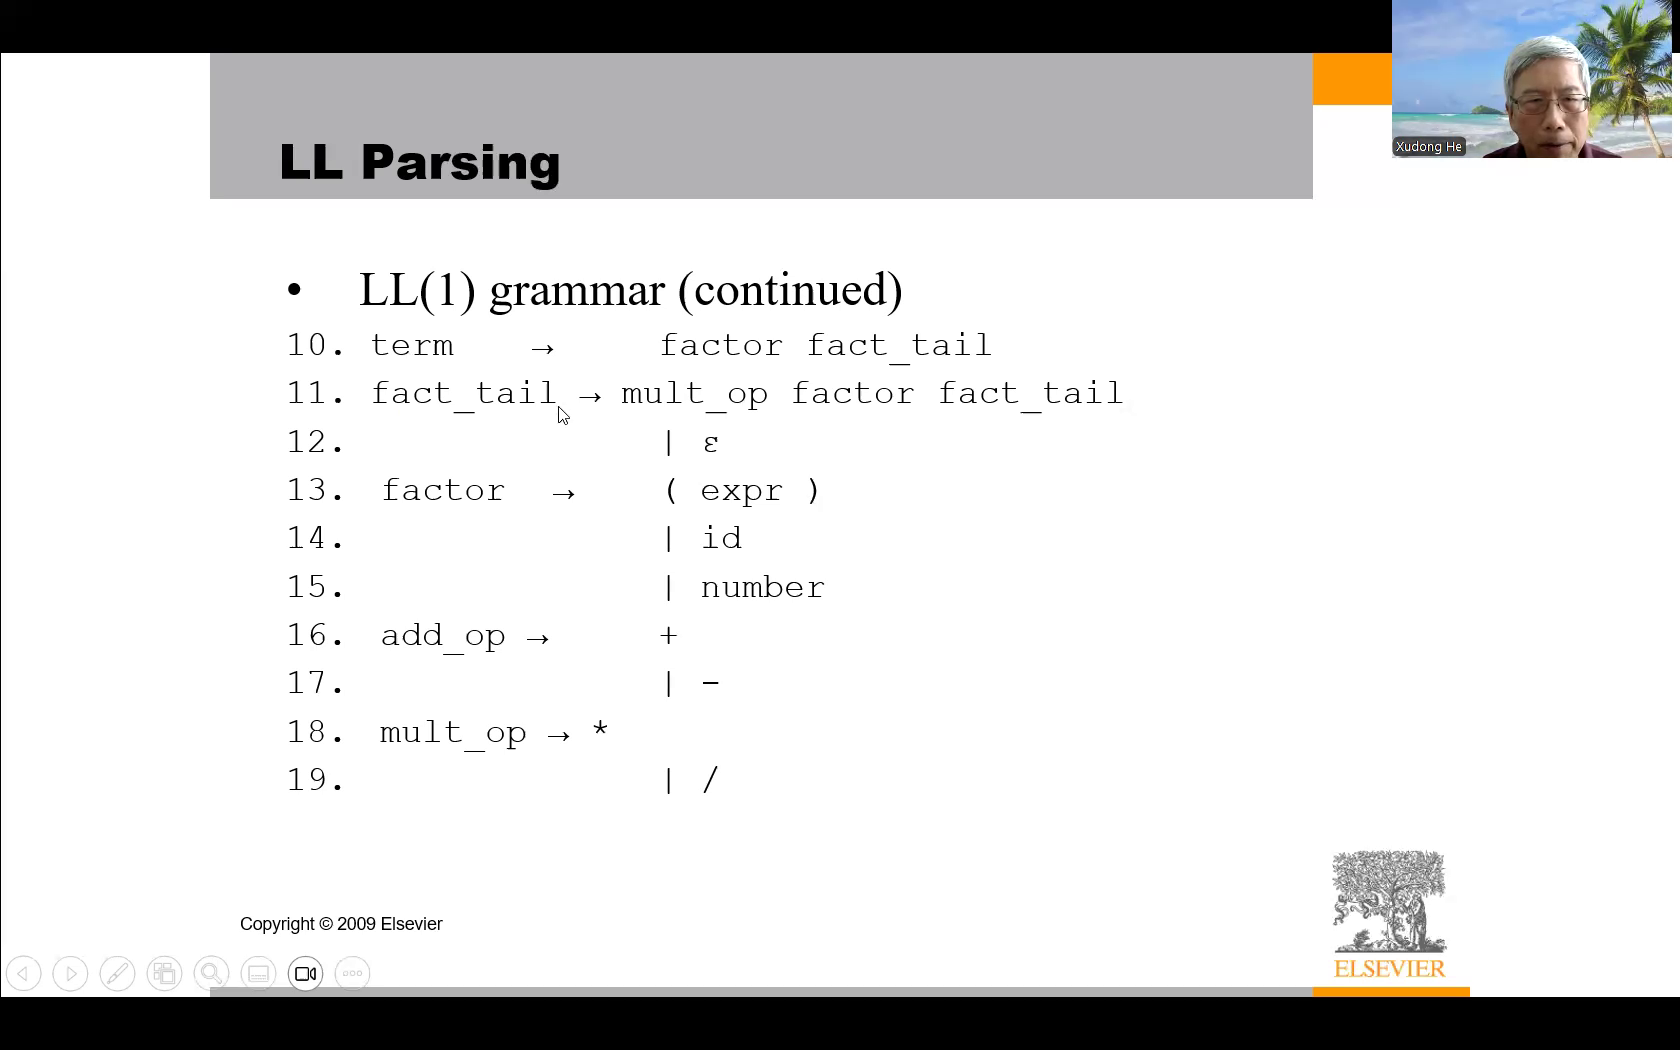 Xudong He
LL Parsing
• LL(1) grammar (continued)
10. term → factor fact_tail
11. fact_tail → mult_op factor fact_tail
12. | ε
13. factor → ( expr )
14. | id
15. | number
16. add_op → +
17. | -
18. mult_op → *
19. | /
Copyright © 2009 Elsevier
ELSEVIER